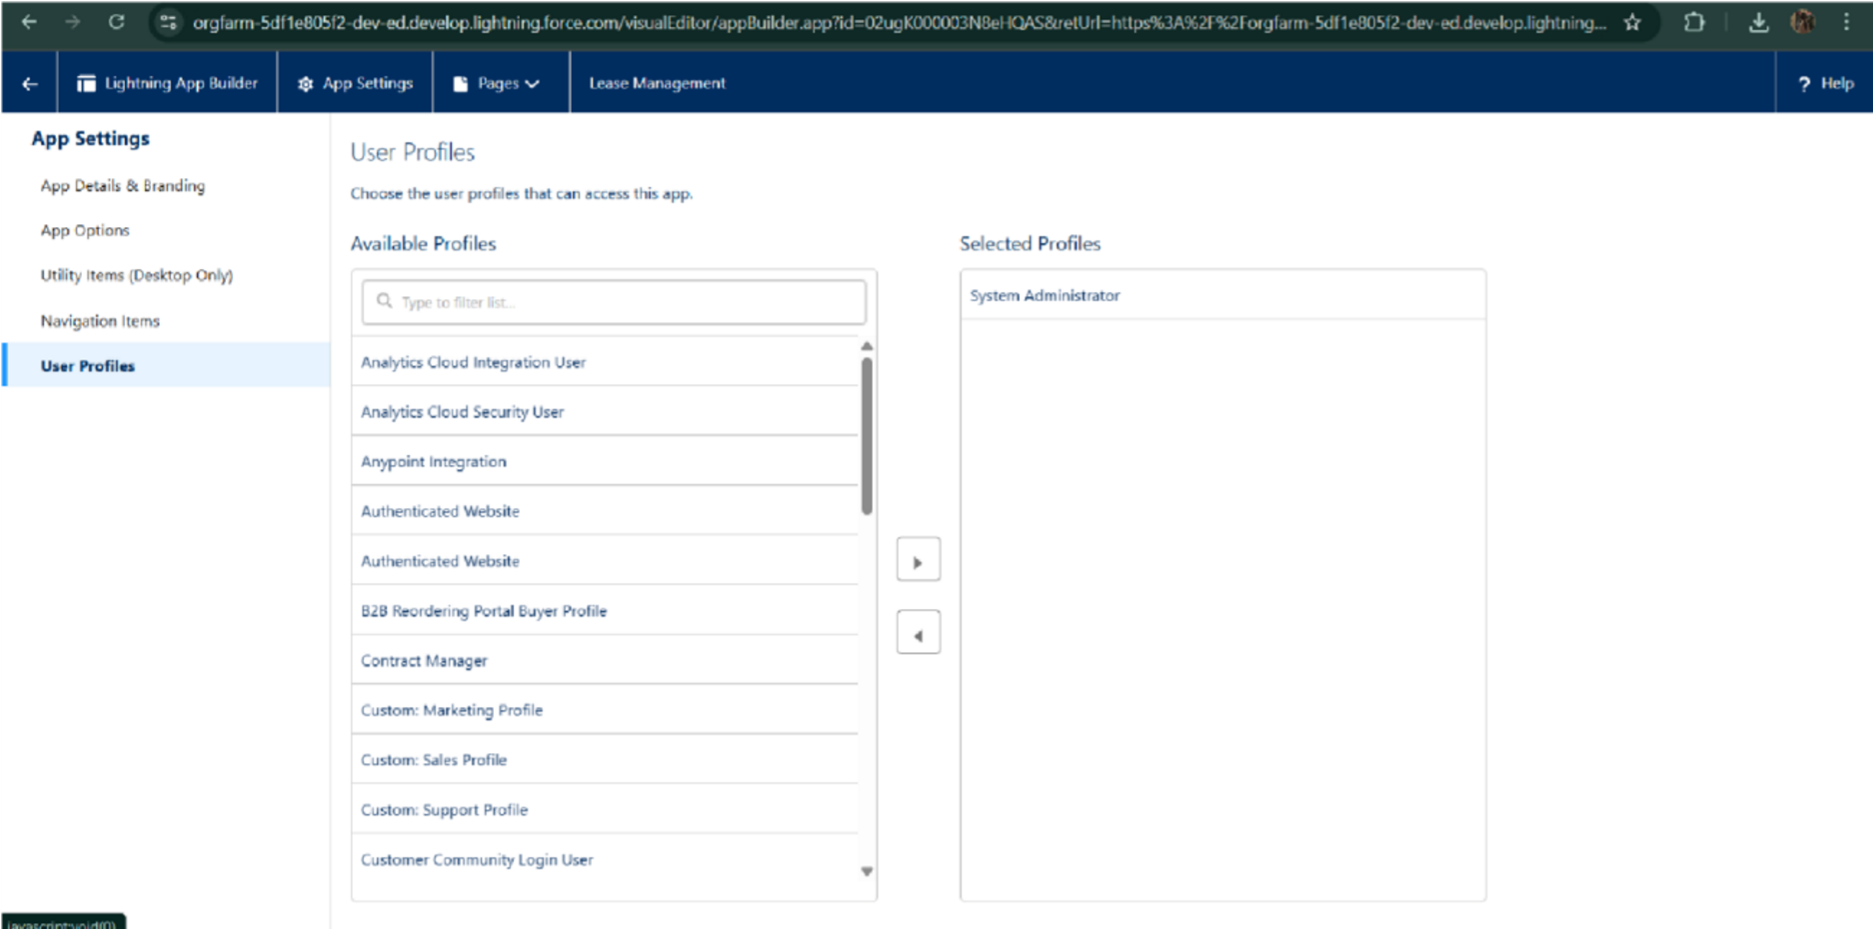 orgfarm-5df1e805f2-dev-ed.develop.lightning.force.com/visualEditor/appBuilder.app?id=02ugK000003N8eHQAS&retUrl=https%3A%2F%2Forgfarm-5df1e805f2-dev-ed.develop.lightning...
Lightning App Builder App Settings Pages Lease Management ? Help
App Settings
App Details & Branding
App Options
Utility Items (Desktop Only)
Navigation Items
User Profiles
User Profiles
Choose the user profiles that can access this app.
Available Profiles
Type to filter list...
Analytics Cloud Integration User
Analytics Cloud Security User
Anypoint Integration
Authenticated Website
Authenticated Website
B2B Reordering Portal Buyer Profile
Contract Manager
Custom: Marketing Profile
Custom: Sales Profile
Custom: Support Profile
Customer Community Login User
Selected Profiles
System Administrator
javascript:void(0)